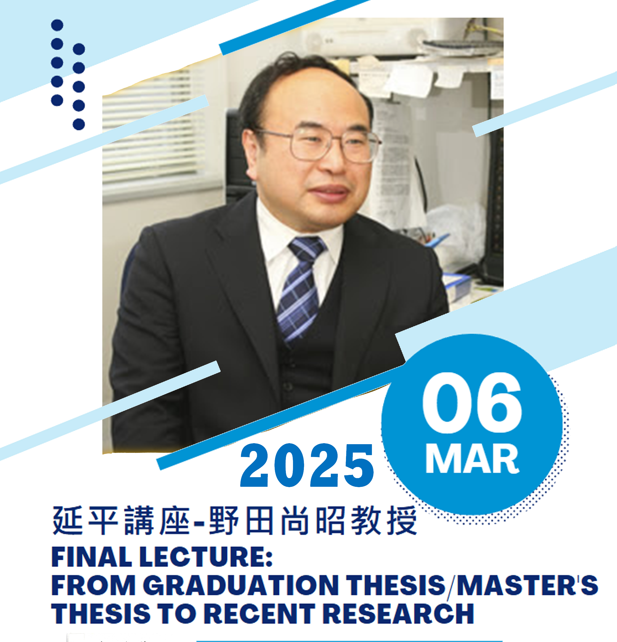 06
MAR
2025
延平講座-野田尚昭教授
FINAL LECTURE:
FROM GRADUATION THESIS/MASTER'S
THESIS TO RECENT RESEARCH